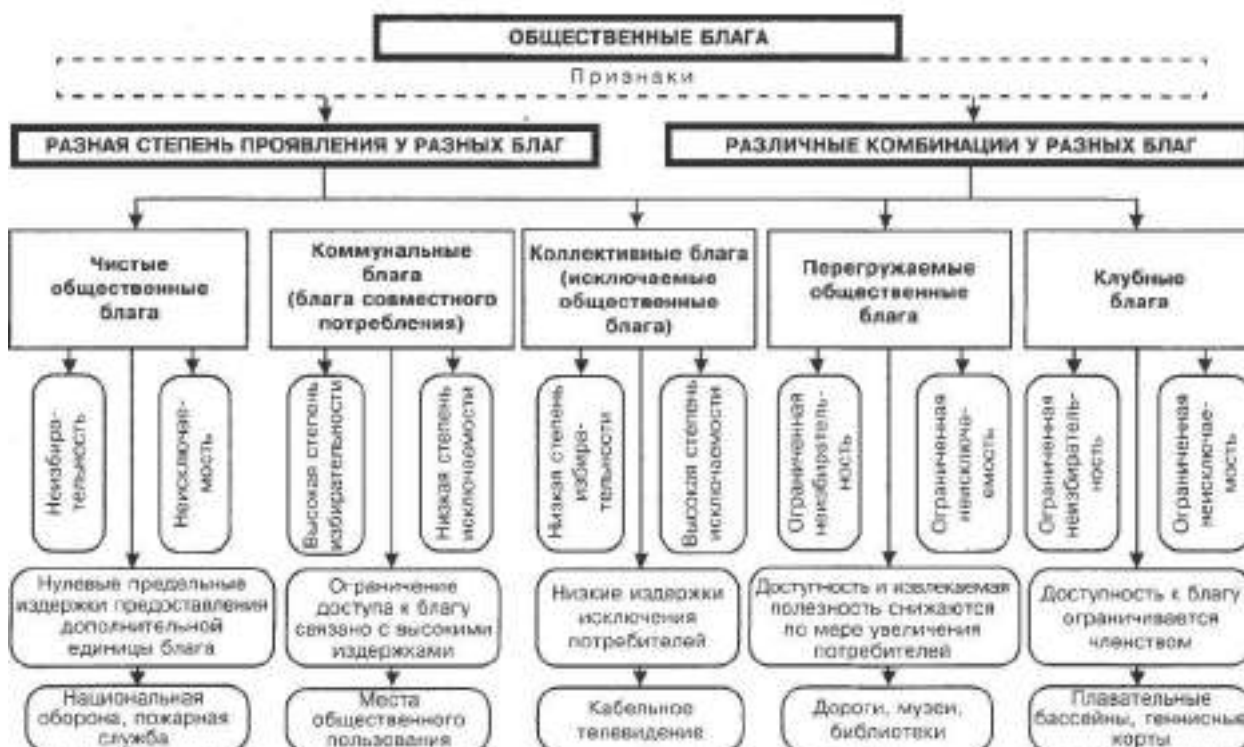 ОБЩЕСТВЕННЫЕ БЛАГА
Признаки
РАЗНАЯ СТЕПЕНЬ ПРОЯВЛЕНИЯ У РАЗНЫХ БЛАГ
РАЗЛИЧНЫЕ КОМБИНАЦИИ У РАЗНЫХ БЛАГ
Чистые
общественные
блага
Коммунальные
блага
(блага совместного
потребления)
Коллективные блага
(исключаемые
общественные
блага)
Перегружаемые
общественные
блага
Клубные
блага
Неизбира-
тельность
Неисключае-
мость
Высокая степень
избирательности
Низкая степень
исключаемости
Низкая степень
избира-
тельности
Высокая степень
исключаемости
Ограниченная
неизбиратель-
ность
Ограниченная
неисключа-
емость
Ограниченная
неизбиратель-
ность
Ограниченная
неисключае-
мость
Нулевые предельные
издержки предоставления
дополнительной
единицы блага
Ограничение
доступа к благу
связано с высокими
издержками
Низкие издержки
исключения
потребителей
Доступность и извлекаемая
полезность снижаются
по мере увеличения
потребителей
Доступность к благу
ограничивается
членством
Национальная
оборона, пожарная
служба
Места
общественного
пользования
Кабельное
телевидение
Дороги, музеи,
библиотеки
Плавательные
бассейны, теннисные
корты